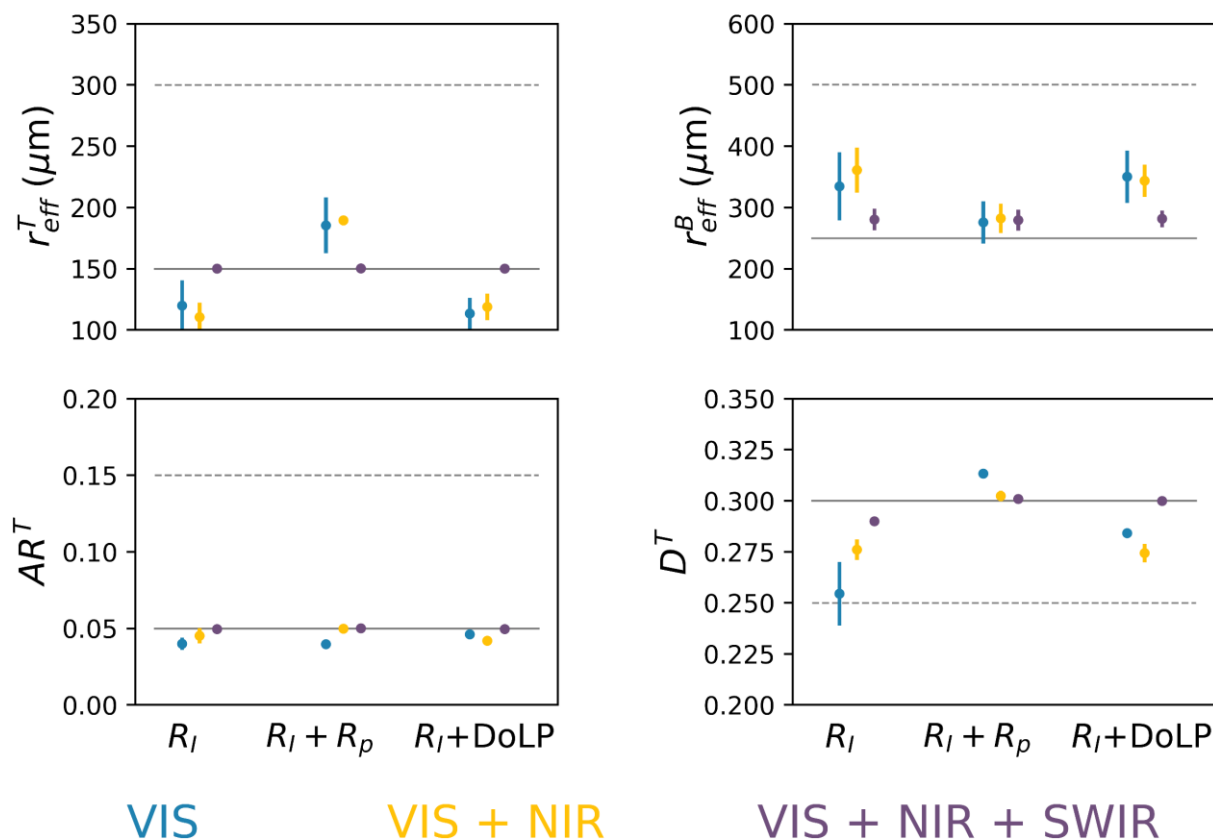 350
300
250
200
150
100
r_eff^T (μm)
600
500
400
300
200
100
r_eff^B (μm)
0.20
0.15
0.10
0.05
0.00
AR^T
R_I
R_I + R_p
R_I+DoLP
0.350
0.325
0.300
0.275
0.250
0.225
0.200
D^T
R_I
R_I + R_p
R_I+DoLP
VIS
VIS + NIR
VIS + NIR + SWIR